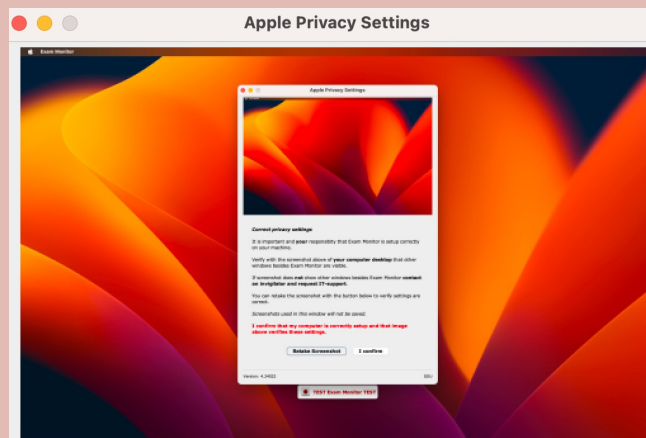 Apple Privacy Settings
Exam Monitor
Apple Privacy Settings
Correct privacy settings
It is important and your responsiblty that Exam Monitor is setup correctly
on your machine.
Verify with the screenshot above of your computer desktop that other
windows besides Exam Monitor are visible.
If screenshot does not show other windows besides Exam Monitor contact
an invigilator and request IT-support.
You can retake the screenshot with the button below to verify settings are
correct.
Screenshots used in this window will not be saved.
I confirm that my computer is correctly setup and that image
above verifies these settings.
Retake Screenshot
I confirm
Version: 4.24022
SDU
TEST Exam Monitor TEST